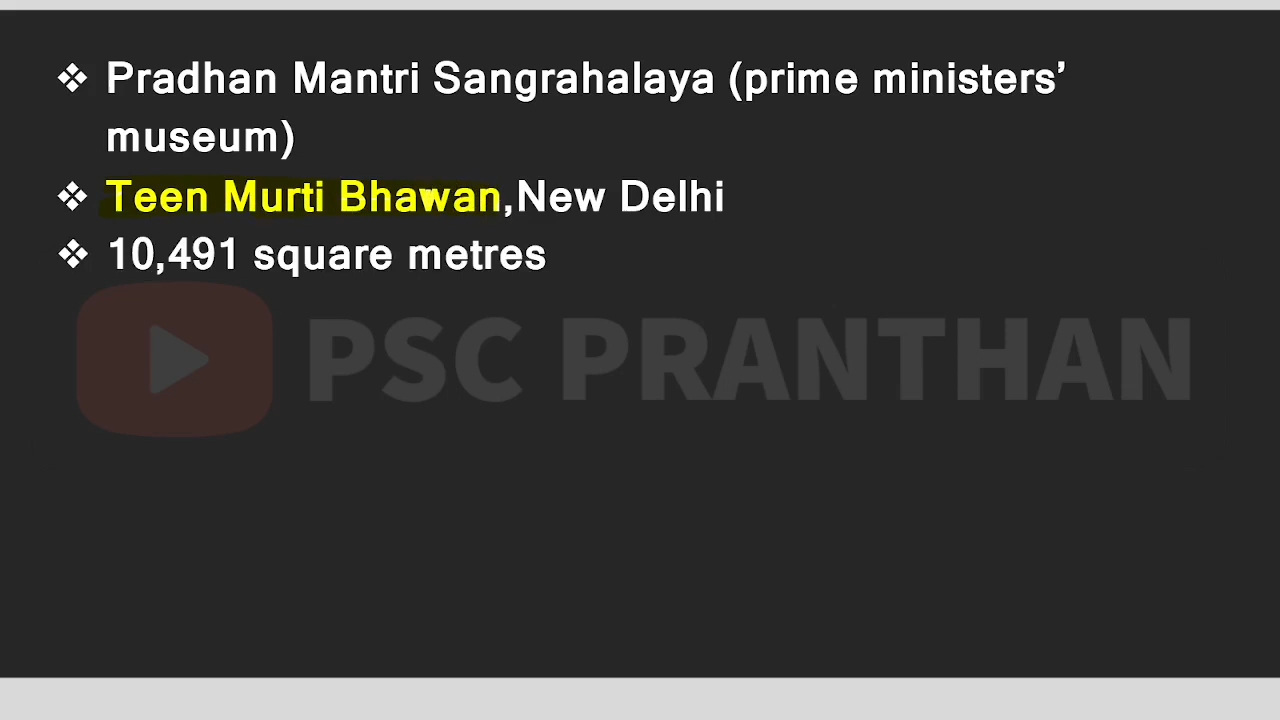 ❖ Pradhan Mantri Sangrahalaya (prime ministers’
museum)
❖ Teen Murti Bhawan,New Delhi
❖ 10,491 square metres
PSC PRANTHAN